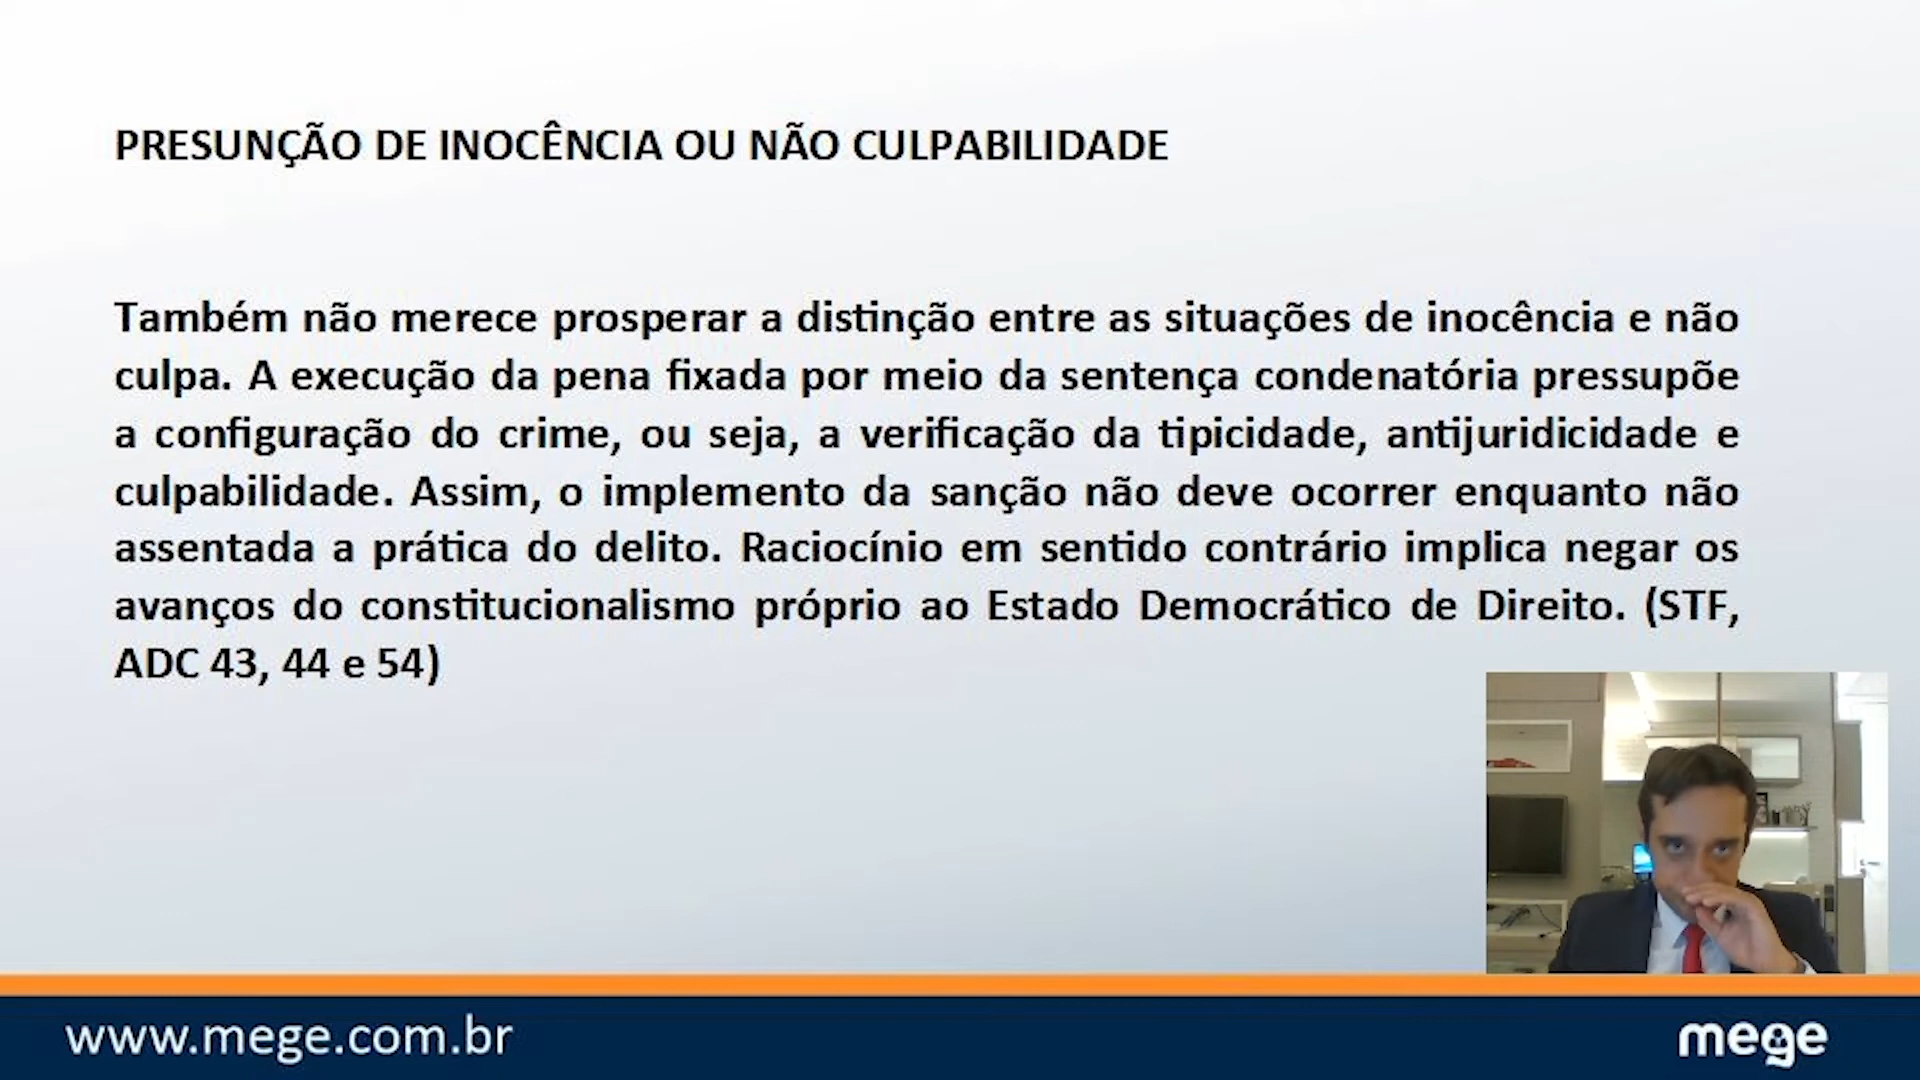 PRESUNÇÃO DE INOCÊNCIA OU NÃO CULPABILIDADE
Também não merece prosperar a distinção entre as situações de inocência e não
culpa. A execução da pena fixada por meio da sentença condenatória pressupõe
a configuração do crime, ou seja, a verificação da tipicidade, antijuridicidade e
culpabilidade. Assim, o implemento da sanção não deve ocorrer enquanto não
assentada a prática do delito. Raciocínio em sentido contrário implica negar os
avanços do constitucionalismo próprio ao Estado Democrático de Direito. (STF,
ADC 43, 44 e 54)
www.mege.com.br
mege